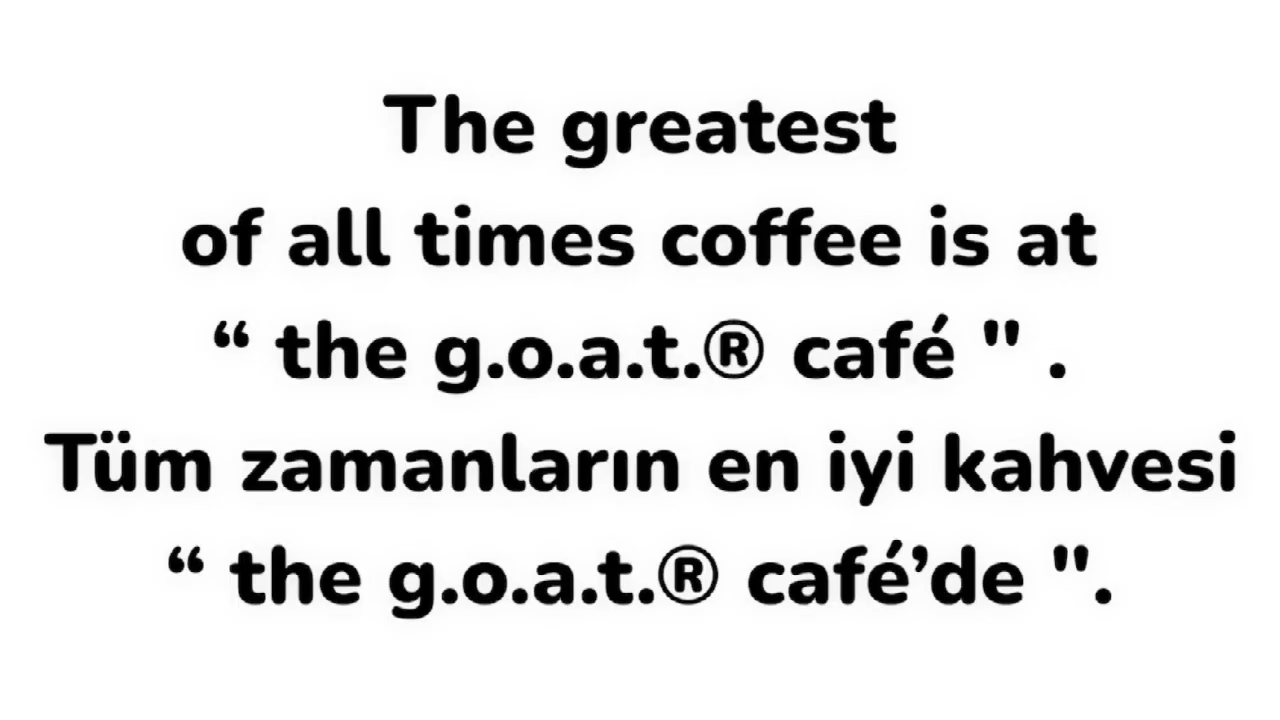 The greatest
of all times coffee is at
“ the g.o.a.t.® café " .
Tüm zamanların en iyi kahvesi
“ the g.o.a.t.® café’de ".